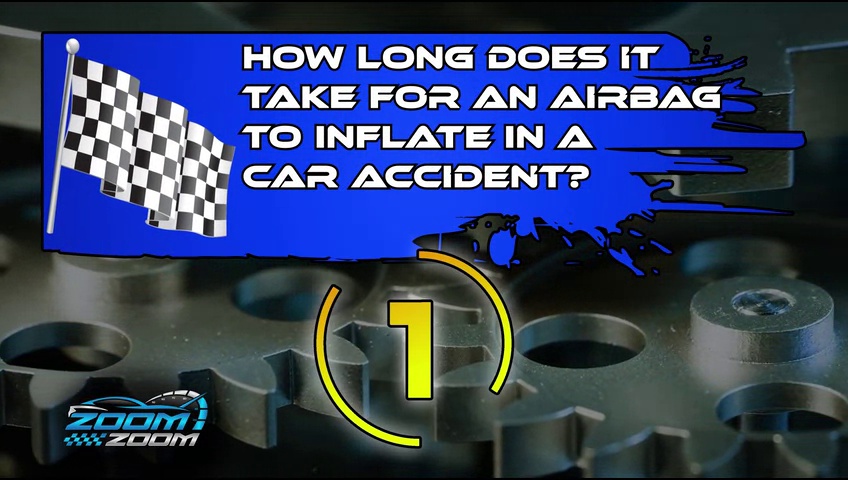 HOW LONG DOES IT
TAKE FOR AN AIRBAG
TO INFLATE IN A
CAR ACCIDENT?
1
ZOOM
ZOOM